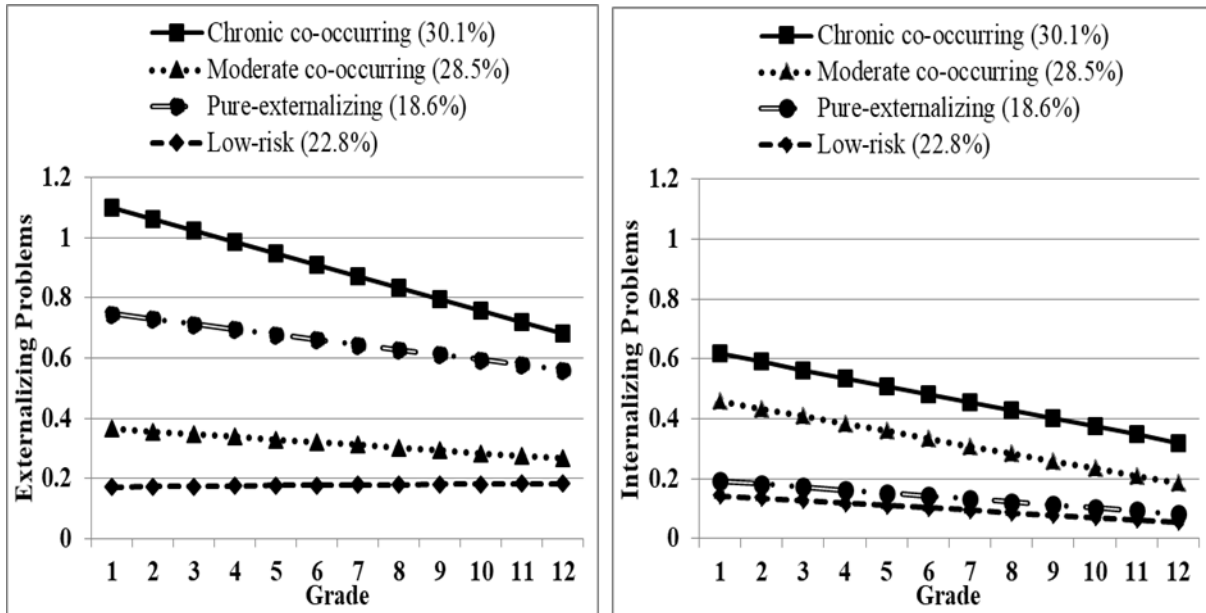 Chronic co-occurring (30.1%)
Moderate co-occurring (28.5%)
Pure-externalizing (18.6%)
Low-risk (22.8%)
1.2
1
0.8
0.6
0.4
0.2
0
Externalizing Problems
1 2 3 4 5 6 7 8 9 10 11 12
Grade
Chronic co-occurring (30.1%)
Moderate co-occurring (28.5%)
Pure-externalizing (18.6%)
Low-risk (22.8%)
1.2
1
0.8
0.6
0.4
0.2
0
Internalizing Problems
1 2 3 4 5 6 7 8 9 10 11 12
Grade